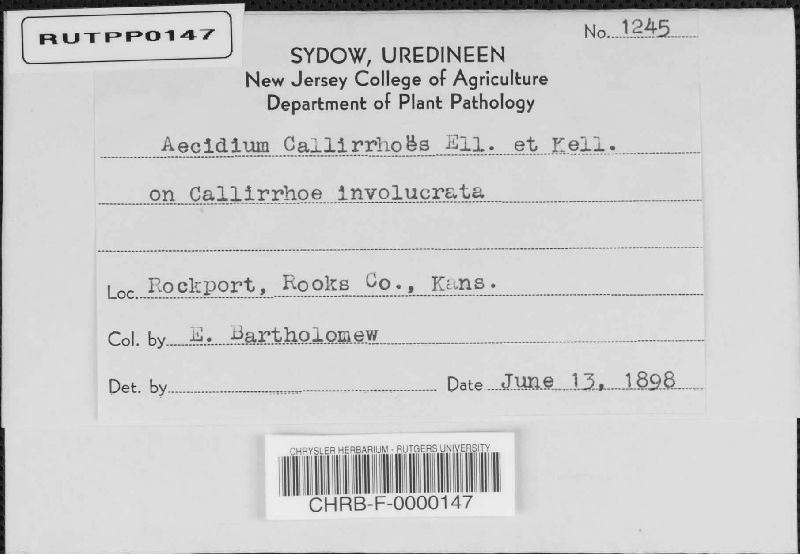 RUTPP0147
No. 1245
SYDOW, UREDINEEN
New Jersey College of Agriculture
Department of Plant Pathology
Aecidium Callirrhoës Ell. et Kell.
on Callirrhoe involucrata
Loc. Rockport, Rooks Co., Kans.
Col. by E. Bartholomew
Det. by Date June 13, 1898
CHRYSLER HERBARIUM - RUTGERS UNIVERSITY
CHRB-F-0000147